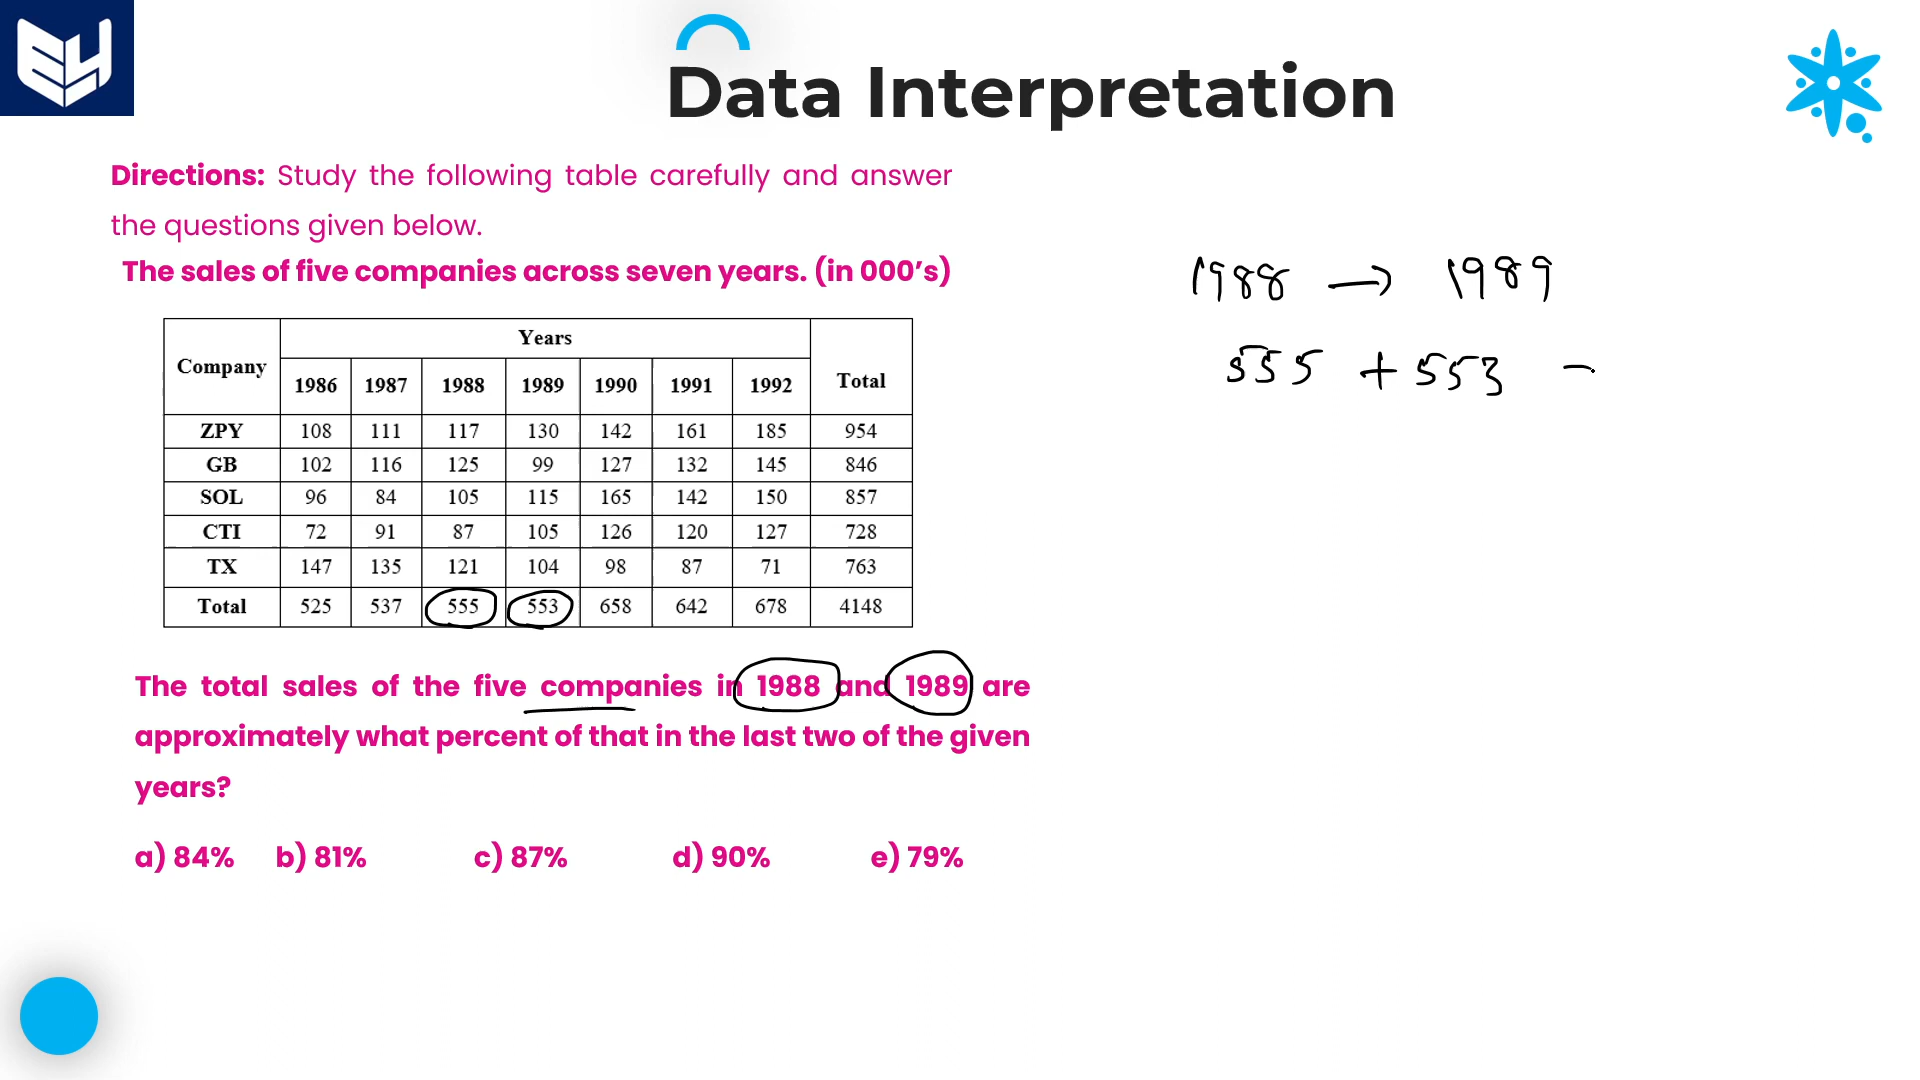 Data Interpretation
Directions: Study the following table carefully and answer
the questions given below.
The sales of five companies across seven years. (in 000's)
Company Years Total
1986 1987 1988 1989 1990 1991 1992
ZPY 108 111 117 130 142 161 185 954
GB 102 116 125 99 127 132 145 846
SOL 96 84 105 115 165 142 150 857
CTI 72 91 87 105 126 120 127 728
TX 147 135 121 104 98 87 71 763
Total 525 537 555 553 658 642 678 4148
The total sales of the five companies in 1988 and 1989 are
approximately what percent of that in the last two of the given
years?
a) 84% b) 81% c) 87% d) 90% e) 79%
1988 → 1989
555 + 553